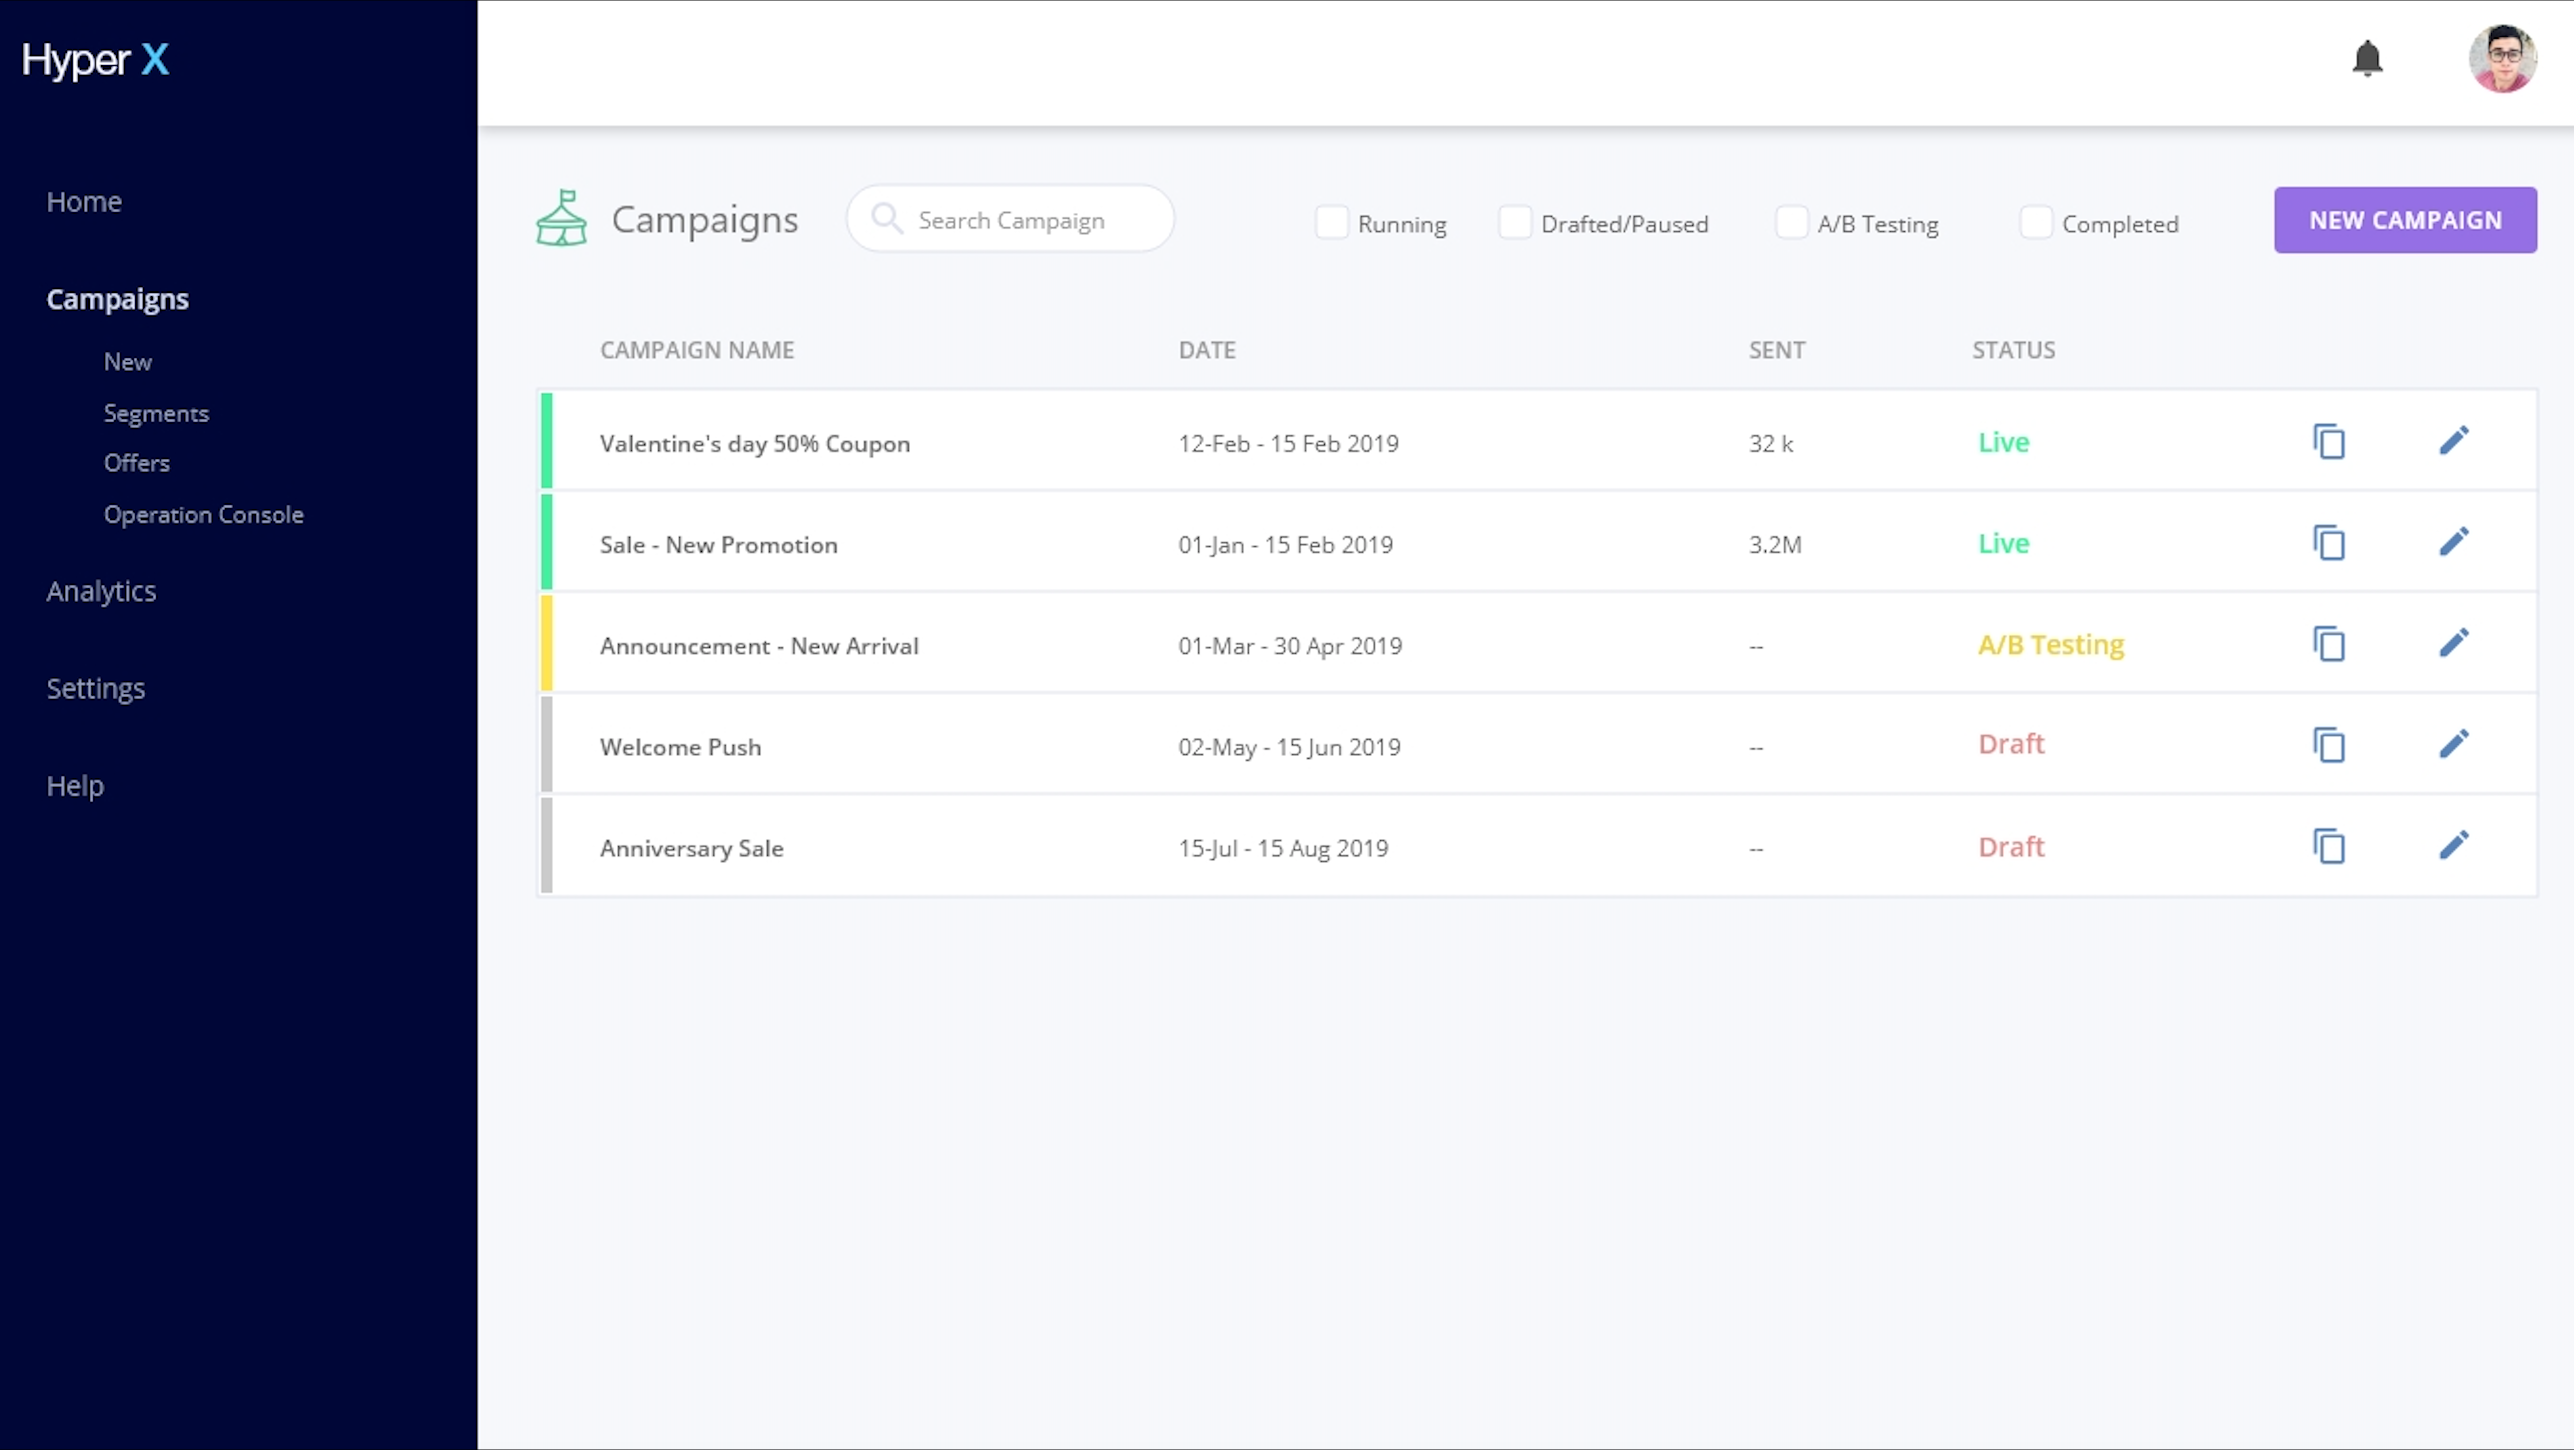 Hyper X
Home
Campaigns
New
Segments
Offers
Operation Console
Analytics
Settings
Help
Campaigns
Search Campaign
Running
Drafted/Paused
A/B Testing
Completed
NEW CAMPAIGN
CAMPAIGN NAME DATE SENT STATUS
Valentine's day 50% Coupon 12-Feb - 15 Feb 2019 32 k Live
Sale - New Promotion 01-Jan - 15 Feb 2019 3.2M Live
Announcement - New Arrival 01-Mar - 30 Apr 2019 -- A/B Testing
Welcome Push 02-May - 15 Jun 2019 -- Draft
Anniversary Sale 15-Jul - 15 Aug 2019 -- Draft